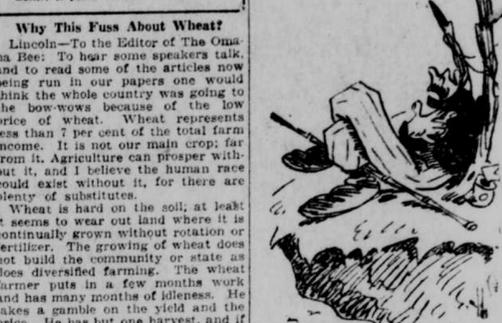 Why This Fuss About Wheat?
Lincoln—To the Editor of The Oma-
ha Bee: To hear some speakers talk,
and to read some of the articles now
being run in our papers one would
think the whole country was going to
the bow-wows because of the low
price of wheat. Wheat represents
less than 7 per cent of the total farm
income. It is not our main crop; far
from it. Agriculture can prosper with-
out it, and I believe the human race
could exist without it, for there are
plenty of substitutes.
Wheat is hard on the soil; at least
it seems to wear out land where it is
continually grown without rotation or
fertilizer. The growing of wheat does
not build the community or state as
does diversified farming. The wheat
farmer puts in a few months work
and has many months of idleness. He
takes a gamble on the yield and the
price. He has but one harvest, and if